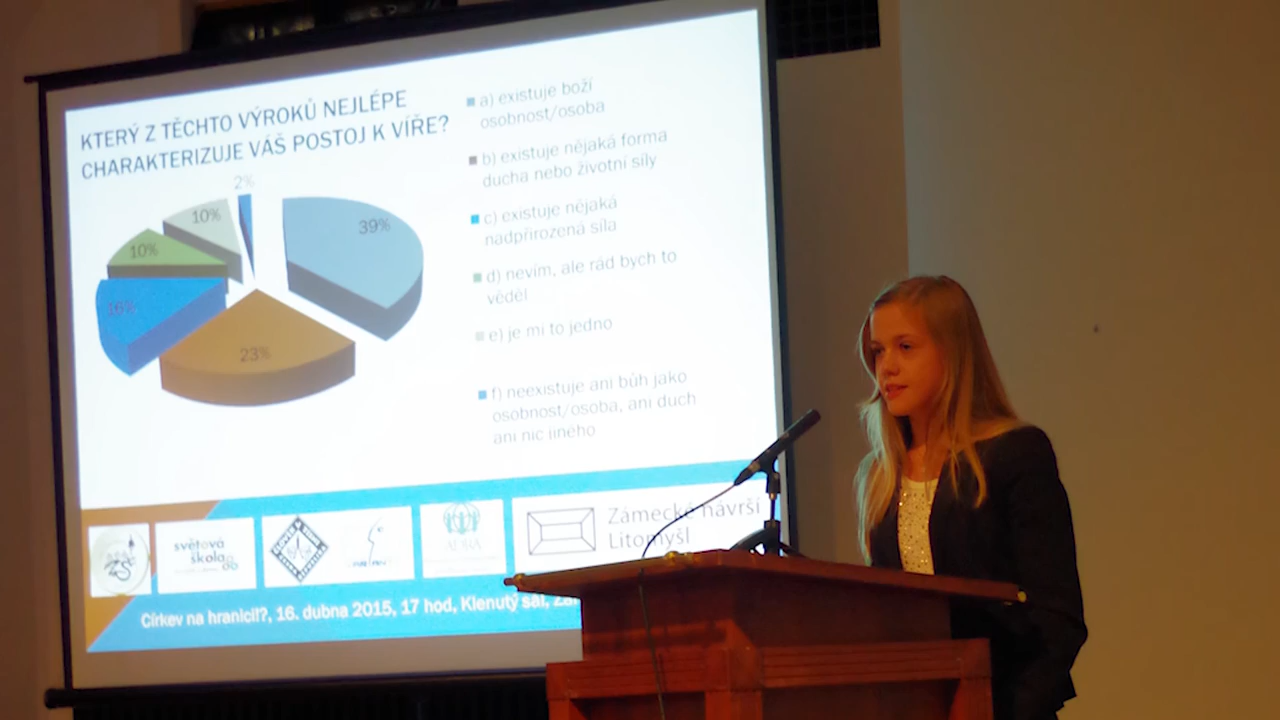 KTERÝ Z TĚCHTO VÝROKŮ NEJLÉPE
CHARAKTERIZUJE VÁŠ POSTOJ K VÍŘE?
2%
10%
39%
10%
16%
23%
a) existuje boží
osobnost/osoba
b) existuje nějaká forma
ducha nebo životní síly
c) existuje nějaká
nadpřirozená síla
d) nevím, ale rád bych to
věděl
e) je mi to jedno
f) neexistuje ani bůh jako
osobnost/osoba, ani duch
ani nic jiného
světová
škola
ADRA
Zámecké návrší
Litomyšl
Církev na hranici!?, 16. dubna 2015, 17 hod, Klenutý sál,